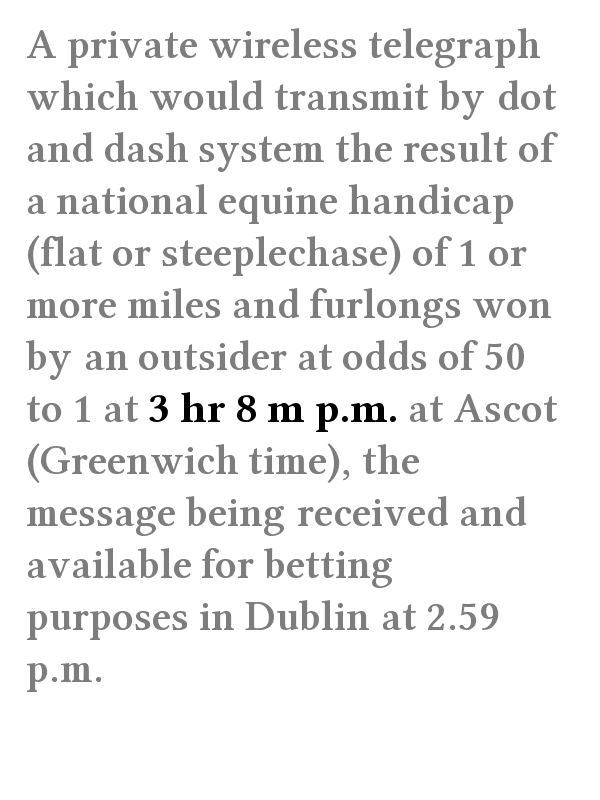 A private wireless telegraph
which would transmit by dot
and dash system the result of
a national equine handicap
(flat or steeplechase) of 1 or
more miles and furlongs won
by an outsider at odds of 50
to 1 at 3 hr 8 m p.m. at Ascot
(Greenwich time), the
message being received and
available for betting
purposes in Dublin at 2.59
p.m.